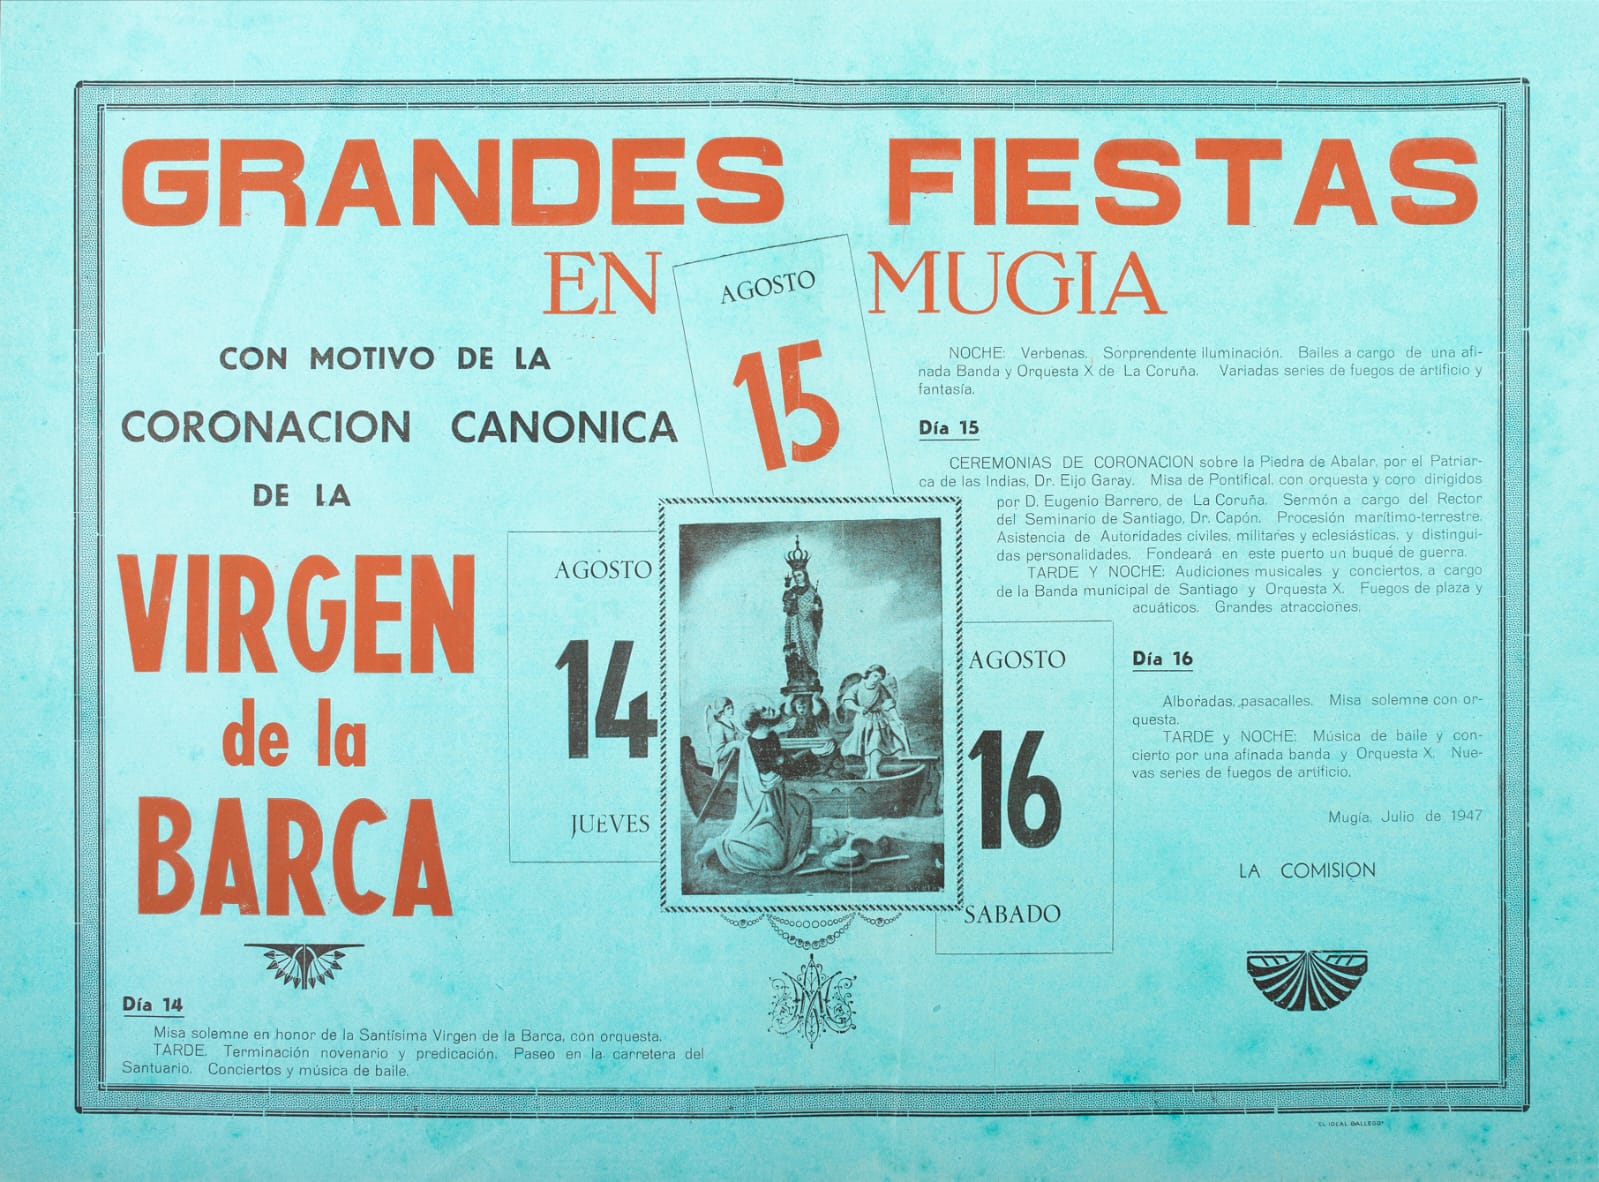 GRANDES FIESTAS
EN MUGIA
CON MOTIVO DE LA
CORONACION CANONICA
DE LA
VIRGEN
de la
BARCA
AGOSTO
15
AGOSTO
14
JUEVES
AGOSTO
16
SABADO
Día 14
Misa solemne en honor de la Santísima Virgen de la Barca, con orquesta.
TARDE. Terminación novenario y predicación. Paseo en la carretera del
Santuario. Conciertos y música de baile.
NOCHE: Verbenas. Sorprendente iluminación. Bailes a cargo de una afi-
nada Banda y Orquesta X de La Coruña. Variadas series de fuegos de artificio y
fantasía.
Día 15
CEREMONIAS DE CORONACION sobre la Piedra de Abalar, por el Patriar-
ca de las Indias, Dr. Eijo Garay. Misa de Pontifical, con orquesta y coro dirigidos
por D. Eugenio Barrero, de La Coruña. Sermón a cargo del Rector
del Seminario de Santiago, Dr. Capón. Procesión marítimo-terrestre.
Asistencia de Autoridades civiles, militares y eclesiásticas, y distingui-
das personalidades. Fondeará en este puerto un buque de guerra.
TARDE Y NOCHE: Audiciones musicales y conciertos, a cargo
de la Banda municipal de Santiago y Orquesta X. Fuegos de plaza y
acuáticos. Grandes atracciones.
Día 16
Alboradas, pasacalles. Misa solemne con or-
questa.
TARDE y NOCHE: Música de baile y con-
cierto por una afinada banda y Orquesta X. Nue-
vas series de fuegos de artificio.
Mugía, Julio de 1947
LA COMISION
"EL IDEAL GALLEGO"